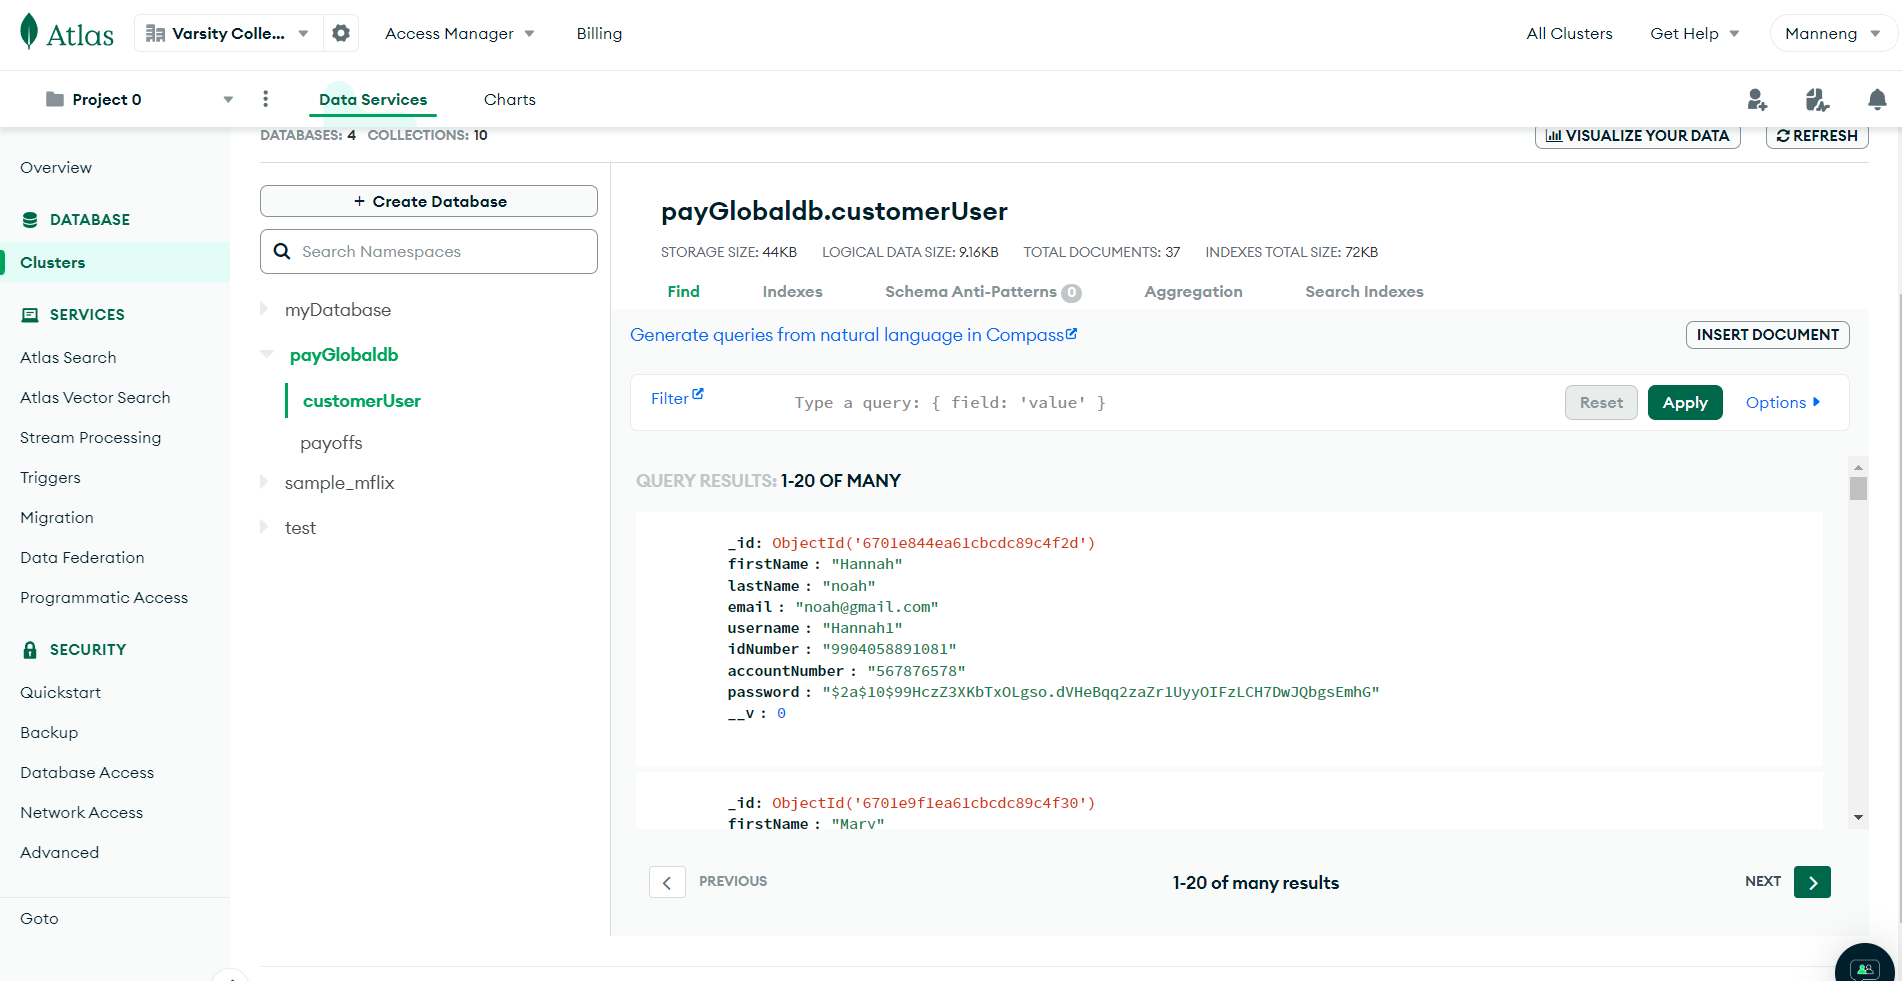 Atlas
Varsity Colle...
Access Manager
Billing
All Clusters
Get Help
Manneng
Project 0
Data Services
Charts
DATABASES: 4 COLLECTIONS: 10
VISUALIZE YOUR DATA
REFRESH
Overview
DATABASE
Clusters
SERVICES
Atlas Search
Atlas Vector Search
Stream Processing
Triggers
Migration
Data Federation
Programmatic Access
SECURITY
Quickstart
Backup
Database Access
Network Access
Advanced
Goto
+ Create Database
Search Namespaces
myDatabase
payGlobaldb
customerUser
payoffs
sample_mflix
test
payGlobaldb.customerUser
STORAGE SIZE: 44KB LOGICAL DATA SIZE: 9.16KB TOTAL DOCUMENTS: 37 INDEXES TOTAL SIZE: 72KB
Find Indexes Schema Anti-Patterns 0 Aggregation Search Indexes
Generate queries from natural language in Compass
INSERT DOCUMENT
Filter
Type a query: { field: 'value' }
Reset
Apply
Options
QUERY RESULTS: 1-20 OF MANY
_id: ObjectId('6701e844ea61cbcdc89c4f2d')
firstName : "Hannah"
lastName : "noah"
email : "noah@gmail.com"
username : "Hannah1"
idNumber : "9904058891081"
accountNumber : "567876578"
password : "$2a$10$99HczZ3XKbTxOLgso.dVHeBqq2zaZr1UyyOIFzLCH7DwJQbgsEmhG"
__v : 0
_id: ObjectId('6701e9f1ea61cbcdc89c4f30')
firstName : "Mary"
PREVIOUS
1-20 of many results
NEXT